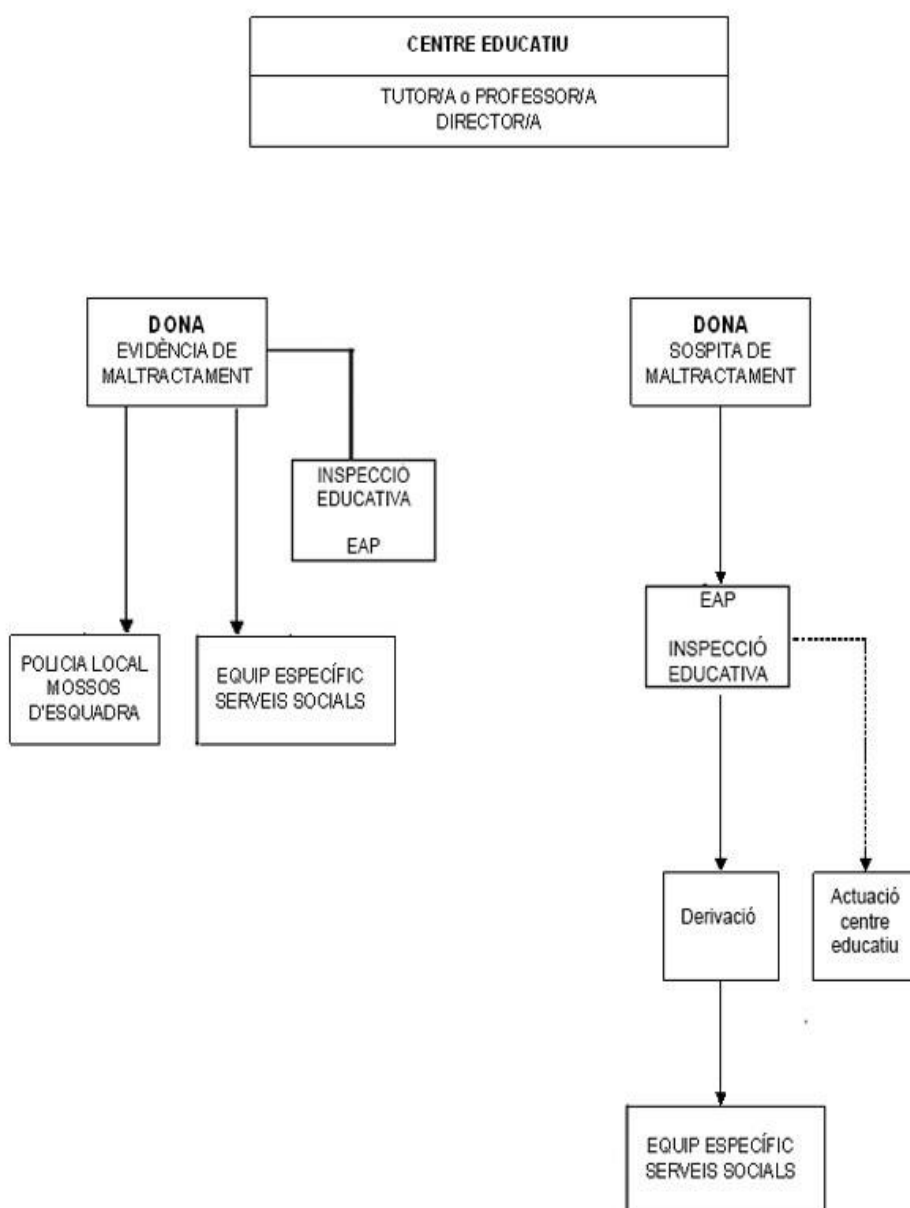 CENTRE EDUCATIU
TUTOR/A o PROFESSOR/A
DIRECTOR/A
DONA
EVIDÈNCIA DE
MALTRACTAMENT
DONA
SOSPITA DE
MALTRACTAMENT
INSPECCIÓ
EDUCATIVA
EAP
EAP
INSPECCIÓ
EDUCATIVA
POLICIA LOCAL
MOSSOS
D'ESQUADRA
EQUIP ESPECÍFIC
SERVEIS SOCIALS
Derivació
Actuació
centre
educatiu
EQUIP ESPECÍFIC
SERVEIS SOCIALS